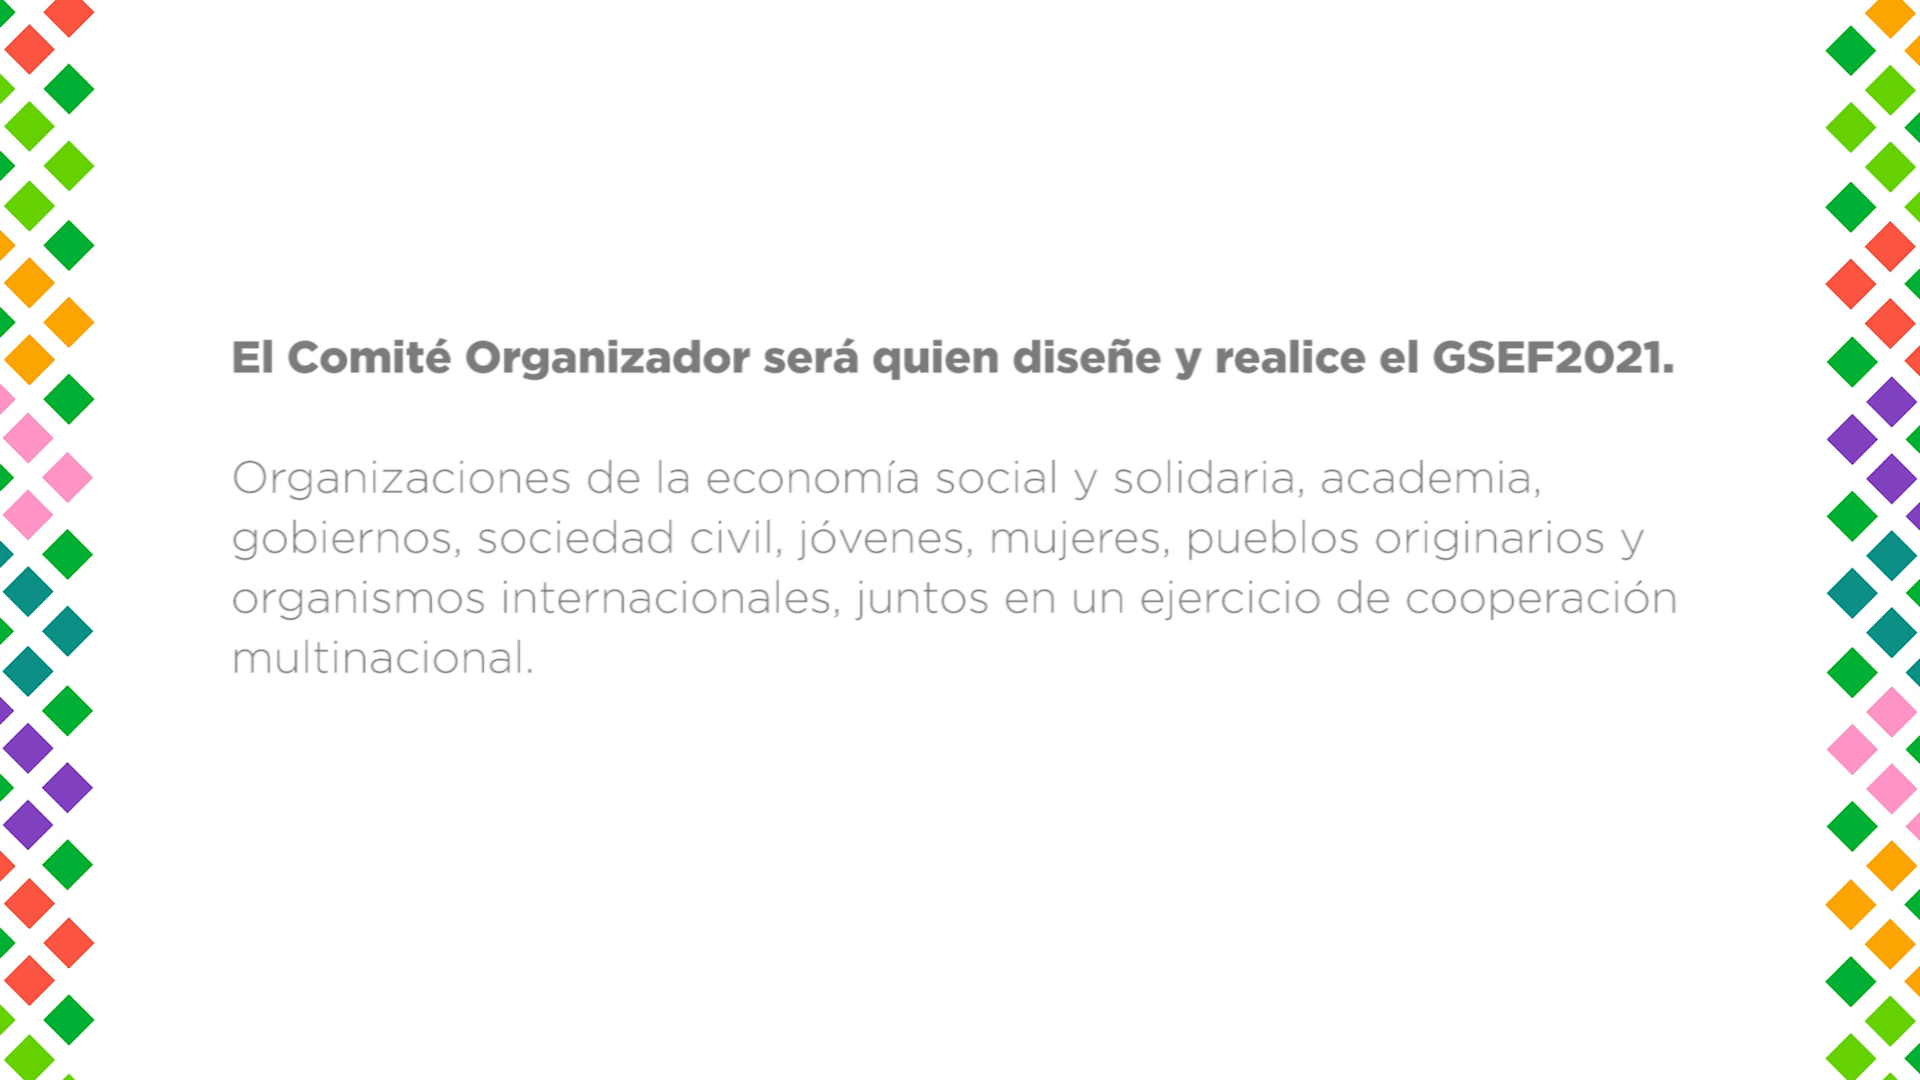 El Comité Organizador será quien diseñe y realice el GSEF2021.
Organizaciones de la economía social y solidaria, academia,
gobiernos, sociedad civil, jóvenes, mujeres, pueblos originarios y
organismos internacionales, juntos en un ejercicio de cooperación
multinacional.